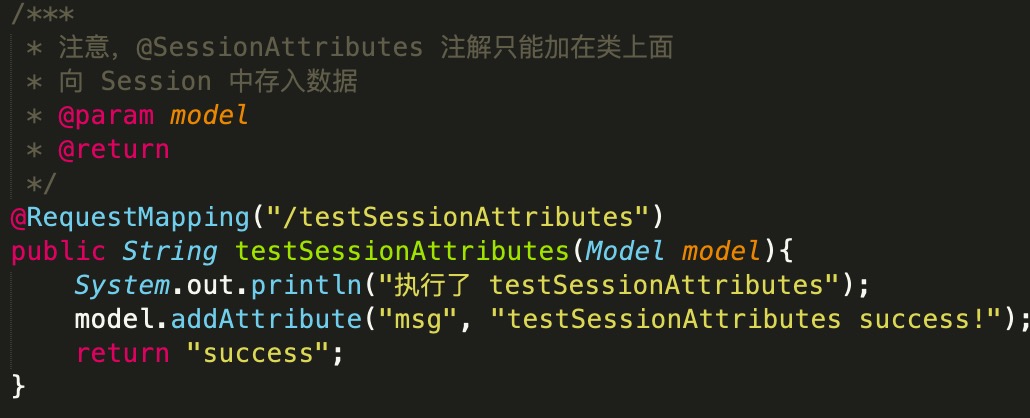 /***
 * 注意，@SessionAttributes 注解只能加在类上面
 * 向 Session 中存入数据
 * @param model
 * @return
 */
@RequestMapping("/testSessionAttributes")
public String testSessionAttributes(Model model){
    System.out.println("执行了 testSessionAttributes");
    model.addAttribute("msg", "testSessionAttributes success!");
    return "success";
}